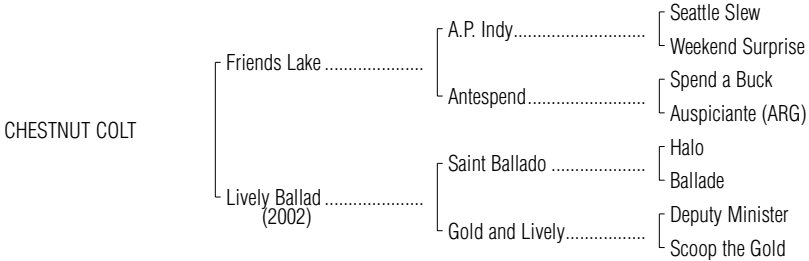 Seattle Slew
A.P. Indy..............................
Weekend Surprise
Friends Lake ......................
Spend a Buck
Antespend...........................
Auspiciante (ARG)
CHESTNUT COLT
Halo
Saint Ballado .....................
Ballade
Lively Ballad ......................
(2002)
Deputy Minister
Gold and Lively..................
Scoop the Gold